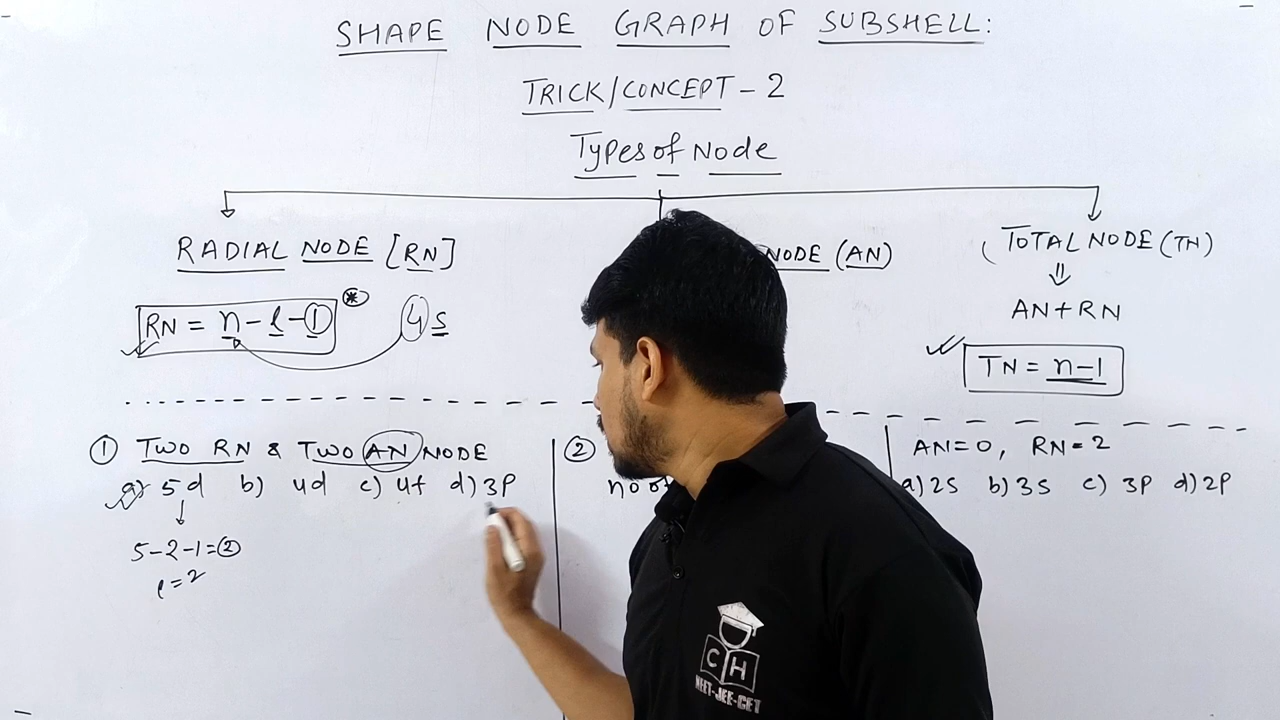 SHAPE NODE GRAPH OF SUBSHELL:
TRICK/CONCEPT - 2
Types of Node
RADIAL NODE [RN]
NODE (AN)
TOTAL NODE (TN)
RN = n - l - 1
4s
AN + RN
TN = n - 1
① TWO RN & TWO AN NODE
a) 5d b) 4d c) 4f d) 3p
5-2-1=2
l = 2
②
no of
AN=0, RN=2
a) 2s b) 3s c) 3p d) 2p
CH
NEET-JEE-CET